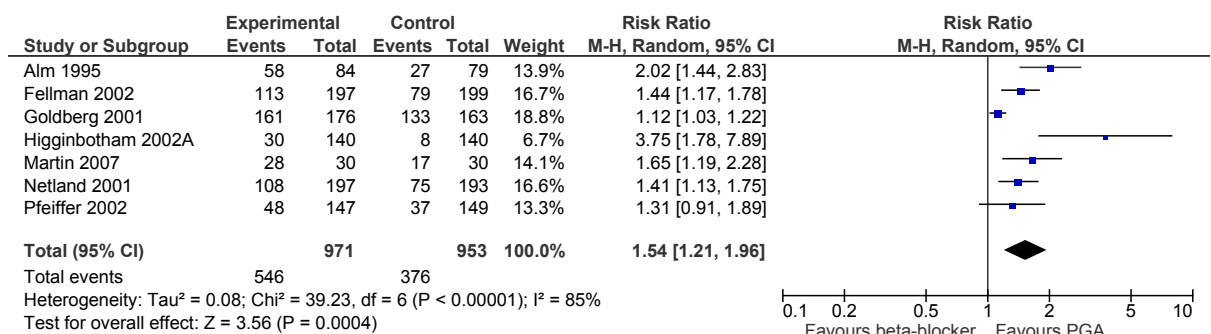 Experimental Control Risk Ratio Risk Ratio
Study or Subgroup Events Total Events Total Weight M-H, Random, 95% CI M-H, Random, 95% CI
Alm 1995 58 84 27 79 13.9% 2.02 [1.44, 2.83]
Fellman 2002 113 197 79 199 16.7% 1.44 [1.17, 1.78]
Goldberg 2001 161 176 133 163 18.8% 1.12 [1.03, 1.22]
Higginbotham 2002A 30 140 8 140 6.7% 3.75 [1.78, 7.89]
Martin 2007 28 30 17 30 14.1% 1.65 [1.19, 2.28]
Netland 2001 108 197 75 193 16.6% 1.41 [1.13, 1.75]
Pfeiffer 2002 48 147 37 149 13.3% 1.31 [0.91, 1.89]
Total (95% CI) 971 953 100.0% 1.54 [1.21, 1.96]
Total events 546 376
Heterogeneity: Tau² = 0.08; Chi² = 39.23, df = 6 (P < 0.00001); I² = 85%
Test for overall effect: Z = 3.56 (P = 0.0004)
0.1 0.2 0.5 1 2 5 10
Favours beta-blocker Favours PGA